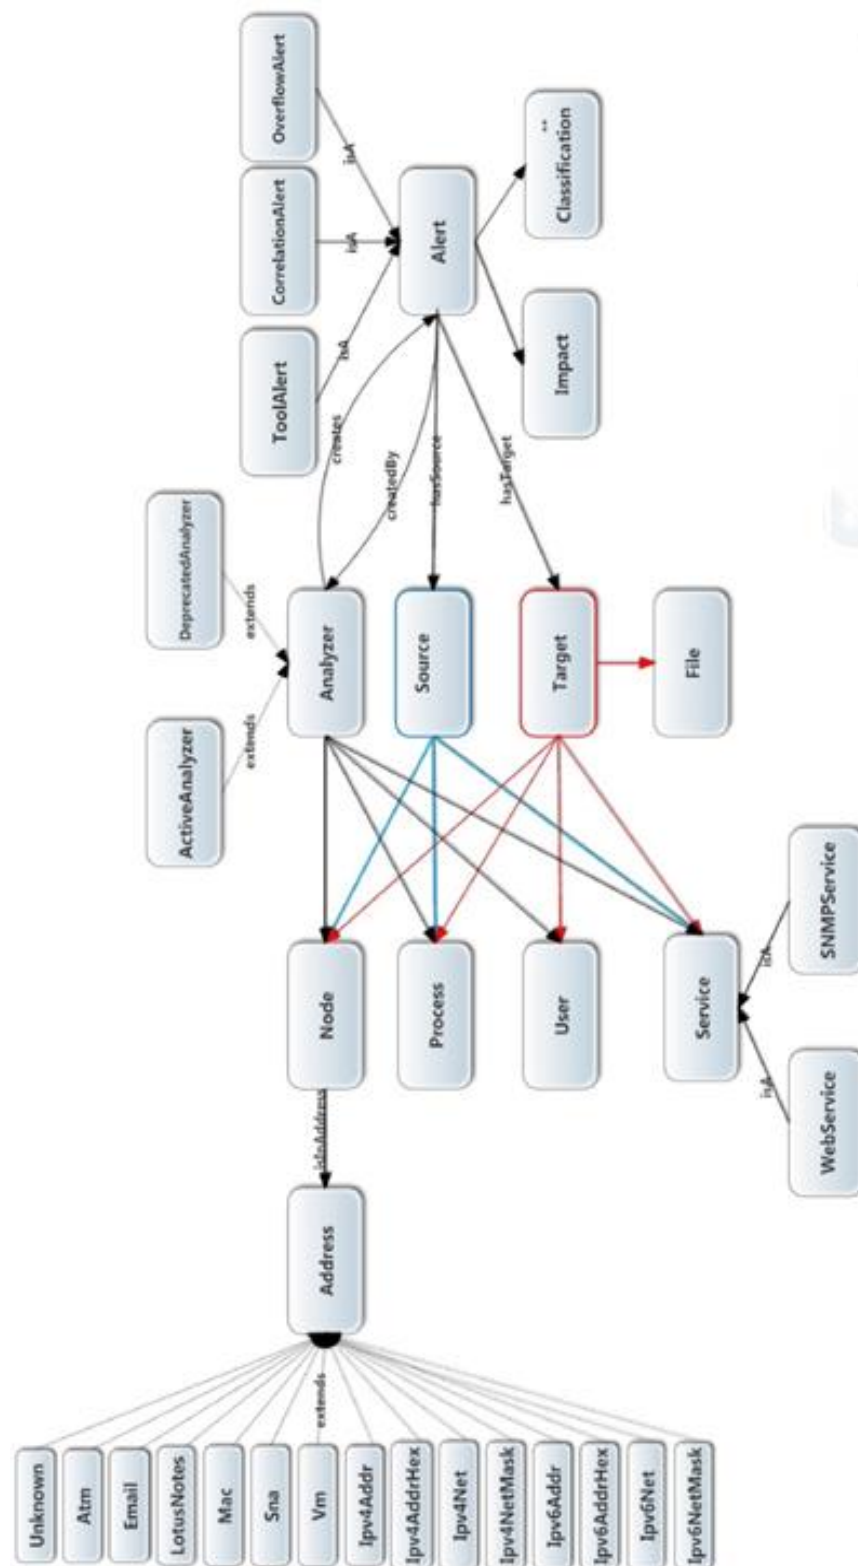 OverflowAlert
CorrelationAlert
ToolAlert
isA
isA
isA
Alert
**
Classification
Impact
creates
createdBy
hasSource
hasTarget
DeprecatedAnalyzer
ActiveAnalyzer
extends
extends
Analyzer
Source
Target
File
Node
Process
User
Service
SNMPService
WebService
isA
isA
Address
extends
Unknown
Atm
Email
LotusNotes
Mac
Sna
Vm
Ipv4Addr
Ipv4AddrHex
Ipv4Net
Ipv4NetMask
Ipv6Addr
Ipv6AddrHex
Ipv6Net
Ipv6NetMask